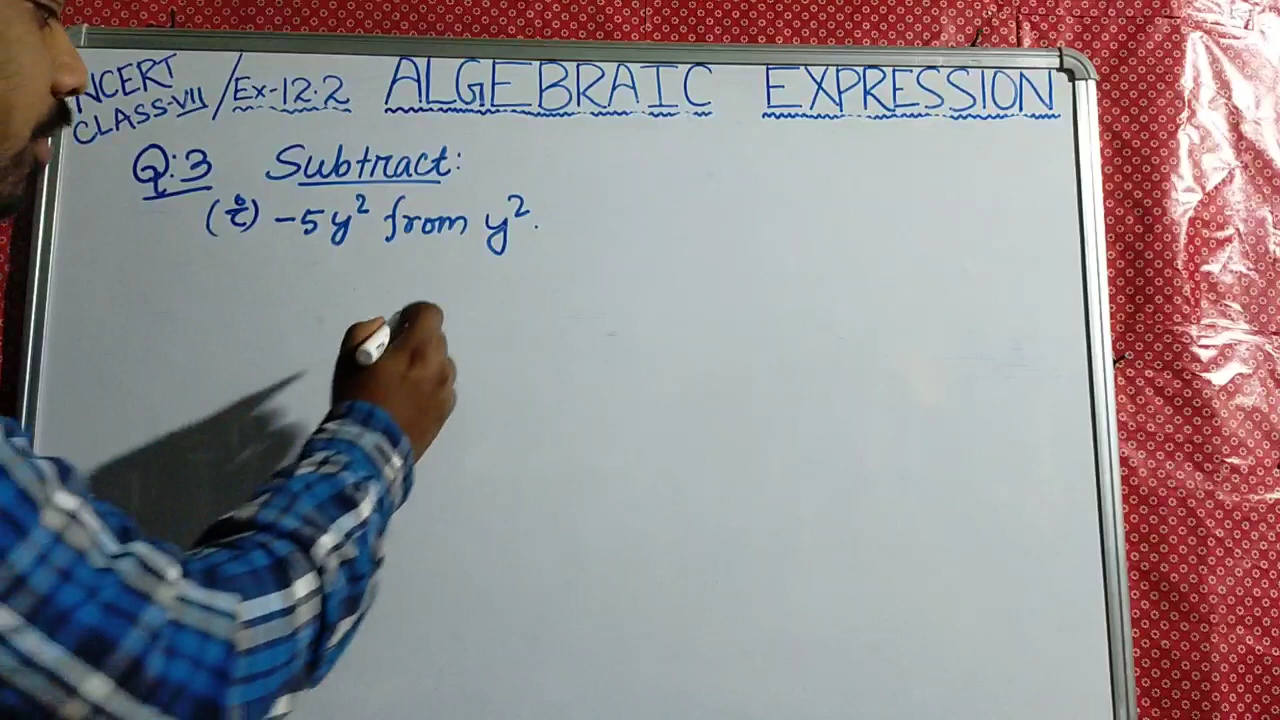 NCERT
CLASS-VII / Ex-12.2 ALGEBRAIC EXPRESSION
Q:3 Subtract:
(i) -5y² from y².